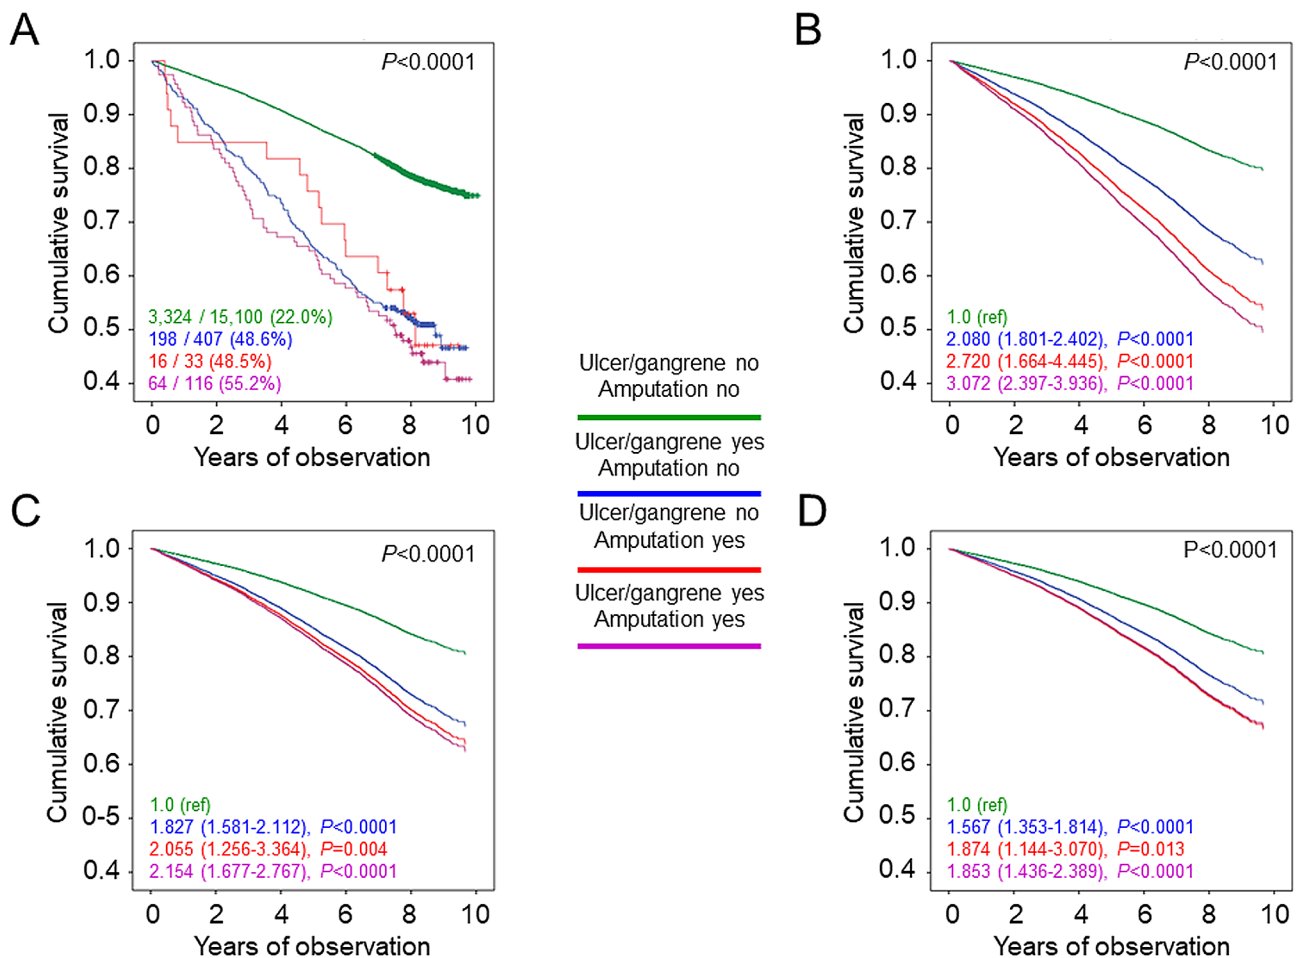 A
P<0.0001
Cumulative survival
1.0
0.9
0.8
0.7
0.6
0.5
0.4
3,324 / 15,100 (22.0%)
198 / 407 (48.6%)
16 / 33 (48.5%)
64 / 116 (55.2%)
0 2 4 6 8 10
Years of observation
B
P<0.0001
Cumulative survival
1.0
0.9
0.8
0.7
0.6
0.5
0.4
1.0 (ref)
2.080 (1.801-2.402), P<0.0001
2.720 (1.664-4.445), P<0.0001
3.072 (2.397-3.936), P<0.0001
0 2 4 6 8 10
Years of observation
Ulcer/gangrene no
Amputation no
Ulcer/gangrene yes
Amputation no
Ulcer/gangrene no
Amputation yes
Ulcer/gangrene yes
Amputation yes
C
P<0.0001
Cumulative survival
1.0
0.9
0.8
0.7
0.6
0-5
0.4
1.0 (ref)
1.827 (1.581-2.112), P<0.0001
2.055 (1.256-3.364), P=0.004
2.154 (1.677-2.767), P<0.0001
0 2 4 6 8 10
Years of observation
D
P<0.0001
Cumulative survival
1.0
0.9
0.8
0.7
0.6
0.5
0.4
1.0 (ref)
1.567 (1.353-1.814), P<0.0001
1.874 (1.144-3.070), P=0.013
1.853 (1.436-2.389), P<0.0001
0 2 4 6 8 10
Years of observation